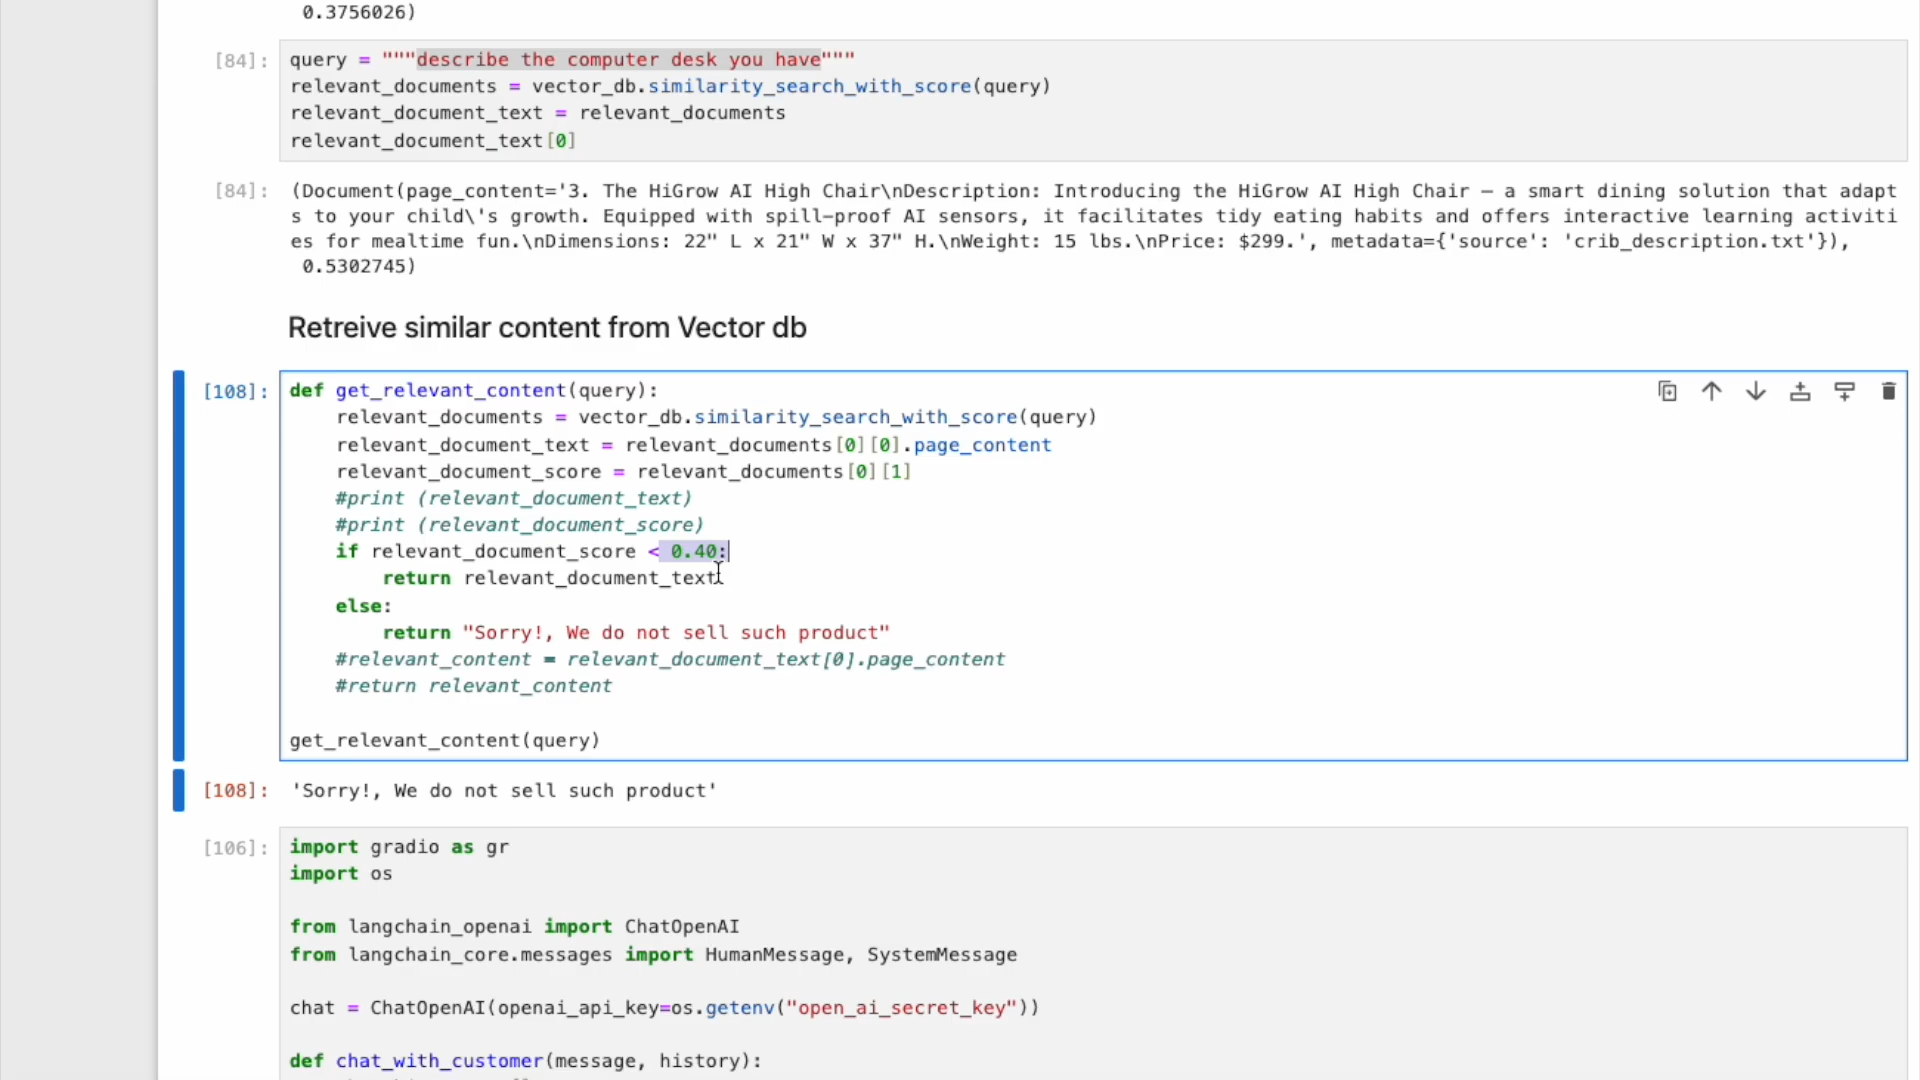 0.3756026)
[84]: query = """describe the computer desk you have"""
relevant_documents = vector_db.similarity_search_with_score(query)
relevant_document_text = relevant_documents
relevant_document_text[0]
[84]: (Document(page_content='3. The HiGrow AI High Chair\nDescription: Introducing the HiGrow AI High Chair – a smart dining solution that adapt
s to your child\'s growth. Equipped with spill-proof AI sensors, it facilitates tidy eating habits and offers interactive learning activiti
es for mealtime fun.\nDimensions: 22" L x 21" W x 37" H.\nWeight: 15 lbs.\nPrice: $299.', metadata={'source': 'crib_description.txt'}),
0.5302745)
Retreive similar content from Vector db
[108]: def get_relevant_content(query):
relevant_documents = vector_db.similarity_search_with_score(query)
relevant_document_text = relevant_documents[0][0].page_content
relevant_document_score = relevant_documents[0][1]
#print (relevant_document_text)
#print (relevant_document_score)
if relevant_document_score < 0.40:
return relevant_document_text
else:
return "Sorry!, We do not sell such product"
#relevant_content = relevant_document_text[0].page_content
#return relevant_content
get_relevant_content(query)
[108]: 'Sorry!, We do not sell such product'
[106]: import gradio as gr
import os
from langchain_openai import ChatOpenAI
from langchain_core.messages import HumanMessage, SystemMessage
chat = ChatOpenAI(openai_api_key=os.getenv("open_ai_secret_key"))
def chat_with_customer(message, history):